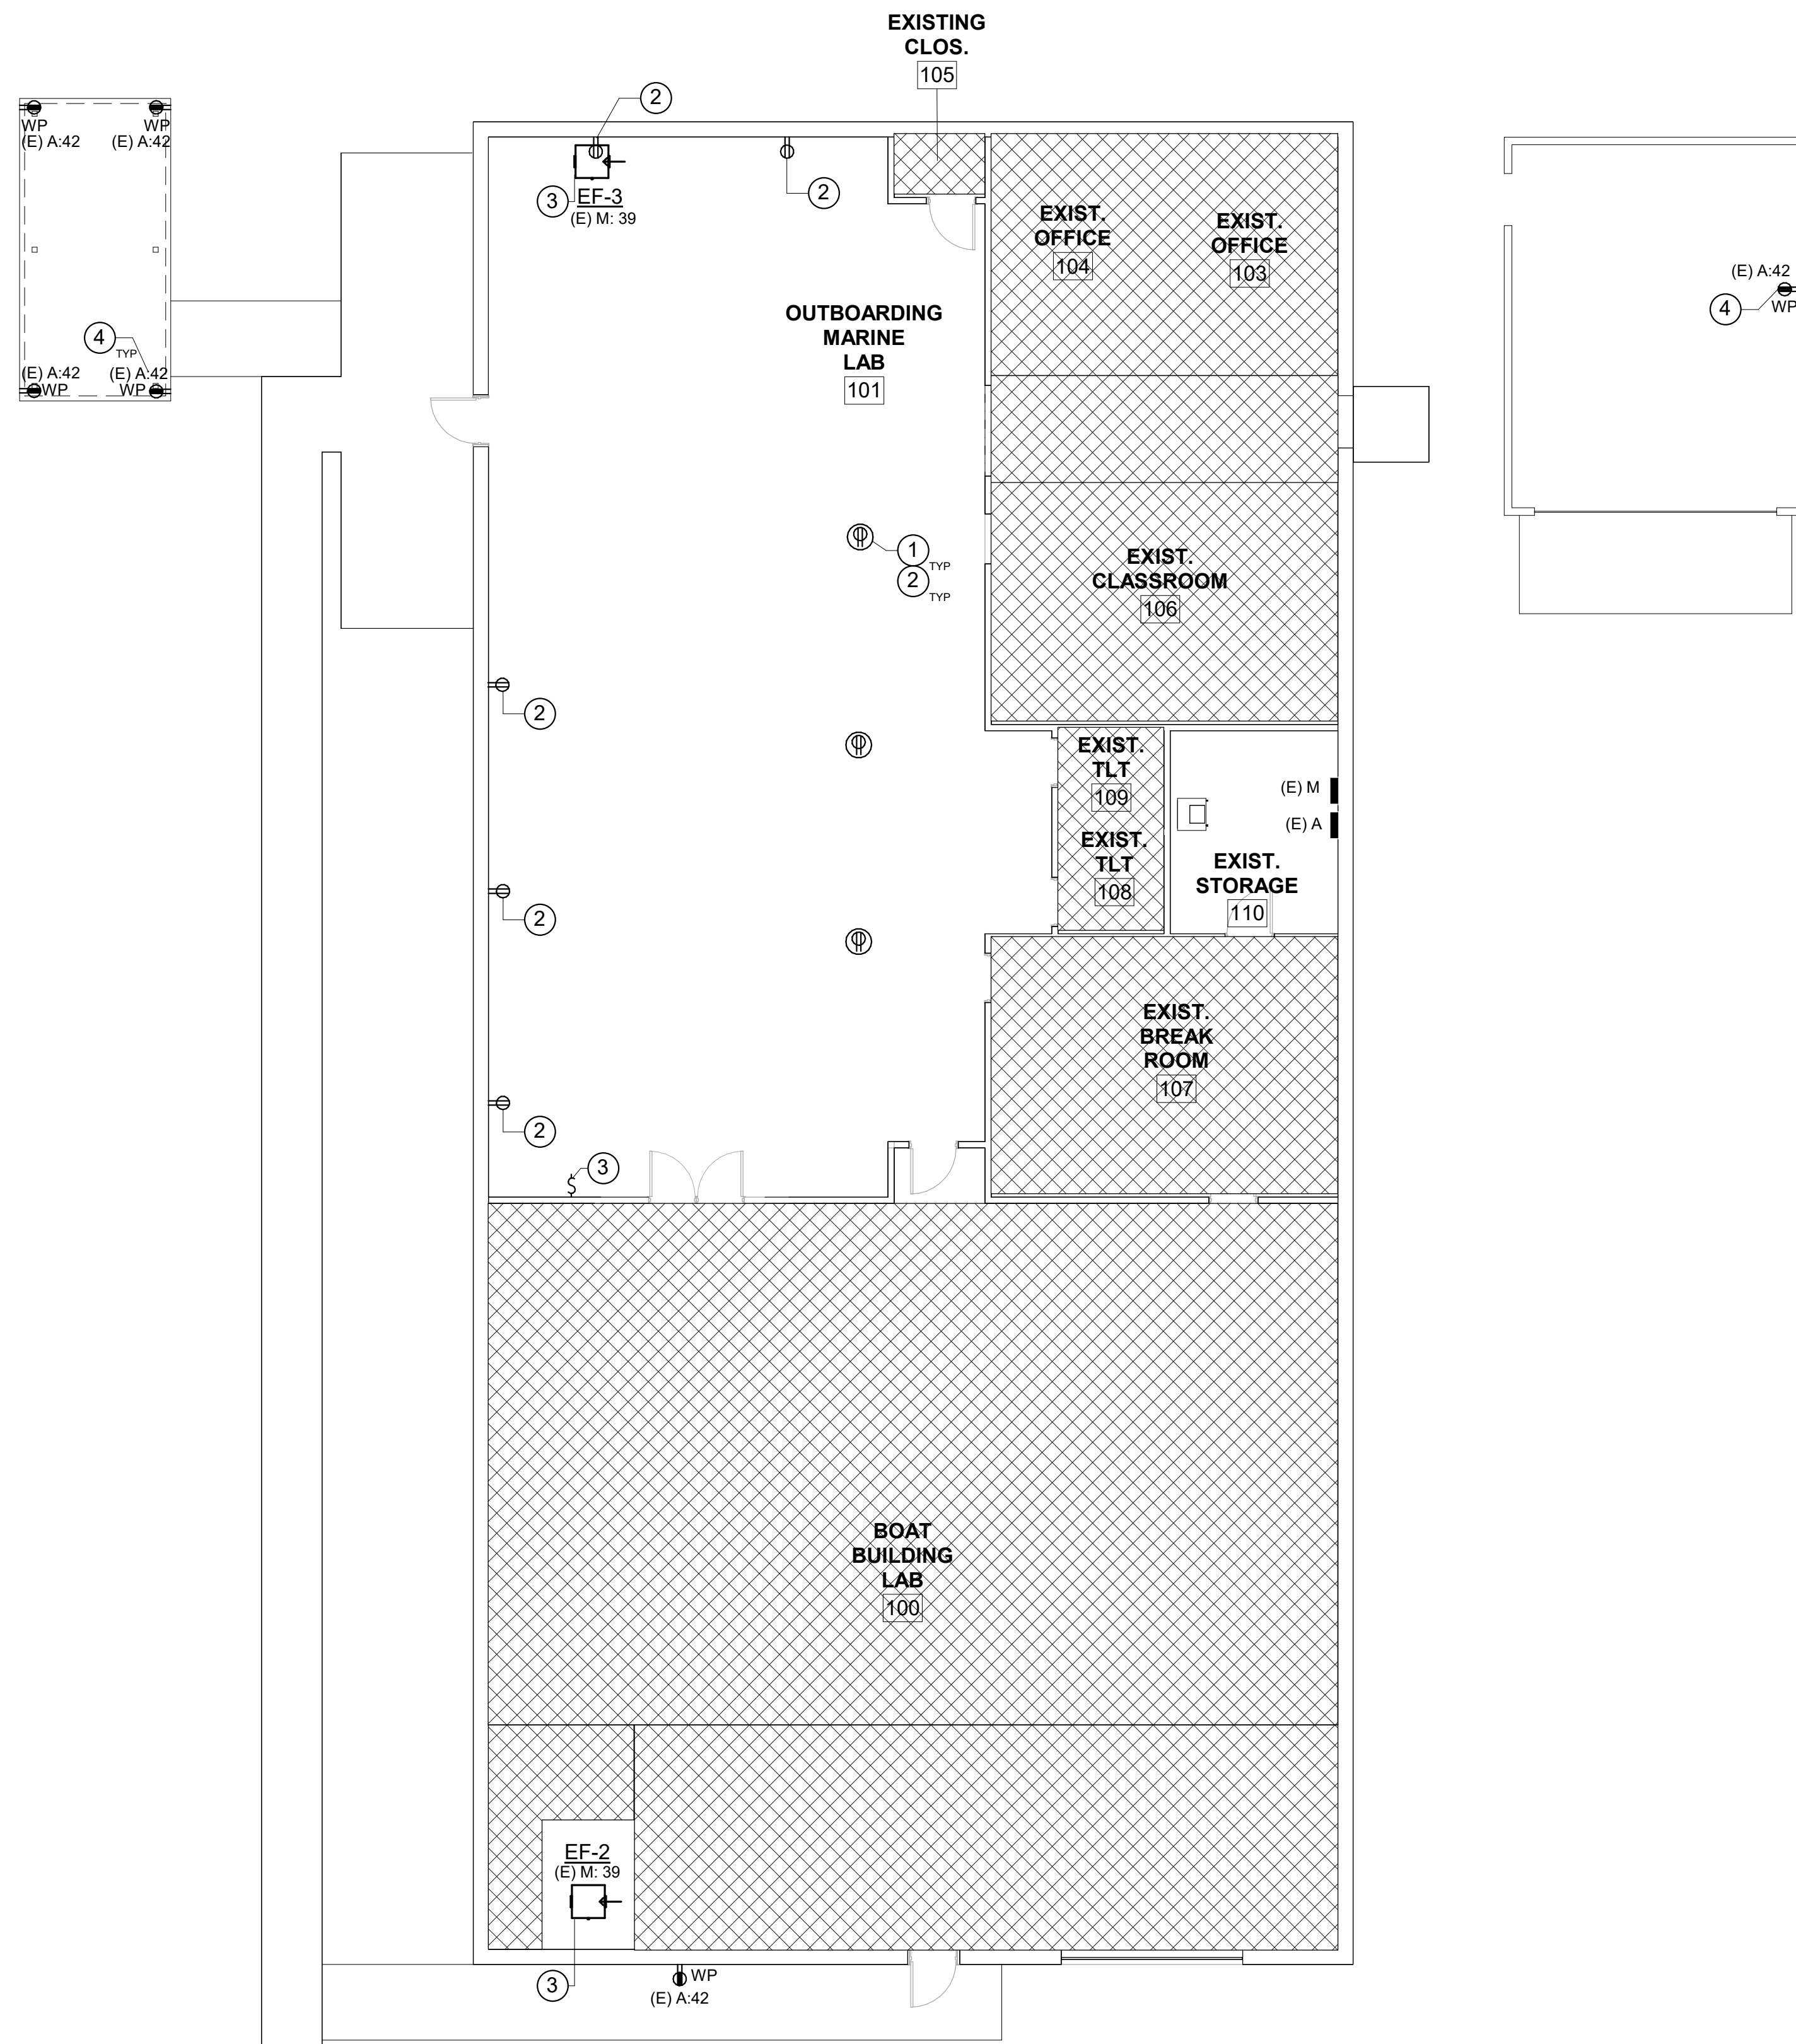 EXISTING
CLOS.
105
2
WP
(E) A:42
WP
(E) A:42
2
3
EF-3
(E) M: 39
EXIST.
OFFICE
104
EXIST.
OFFICE
103
(E) A:42
4
WP
OUTBOARDING
MARINE
LAB
101
4
TYP
(E) A:42
WP
(E) A:42
WP
1
TYP
2
TYP
EXIST.
CLASSROOM
106
2
EXIST.
TLT
109
(E) M
(E) A
EXIST.
TLT
108
EXIST.
STORAGE
110
2
EXIST.
BREAK
ROOM
107
2
3
$
BOAT
BUILDING
LAB
100
EF-2
(E) M: 39
3
WP
(E) A:42